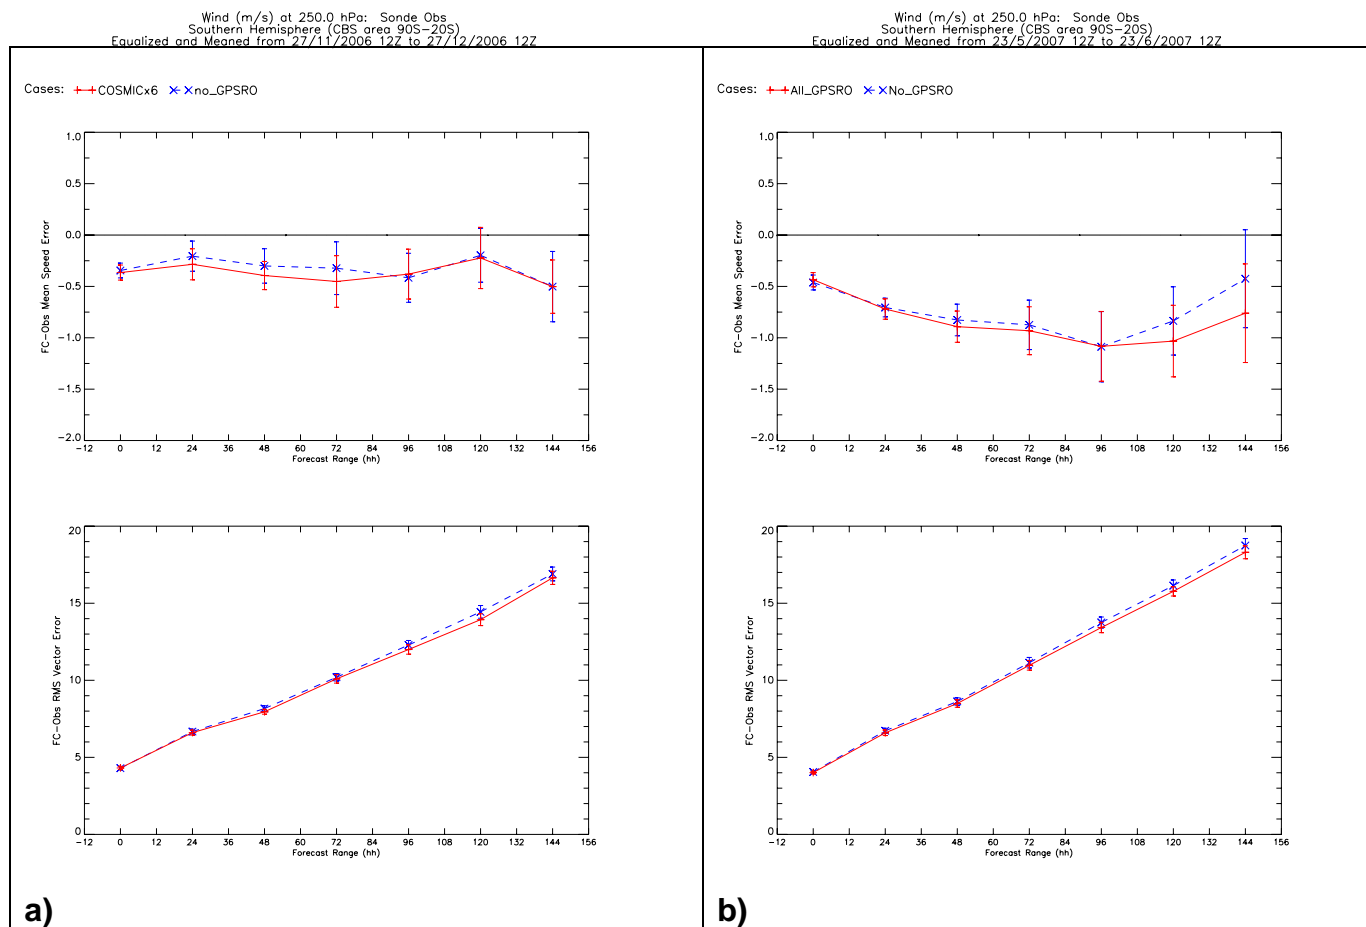 Wind (m/s) at 250.0 hPa: Sonde Obs
Southern Hemisphere (CBS area 90S-20S)
Equalized and Meaned from 27/11/2006 12Z to 27/12/2006 12Z
Cases: COSMICx6 no_GPSRO
1.0
0.5
0.0
-0.5
-1.0
-1.5
-2.0
FC-Obs Mean Speed Error
-12 0 12 24 36 48 60 72 84 96 108 120 132 144 156
Forecast Range (hh)
20
15
10
5
0
FC-Obs RMS Vector Error
-12 0 12 24 36 48 60 72 84 96 108 120 132 144 156
Forecast Range (hh)
a)
Wind (m/s) at 250.0 hPa: Sonde Obs
Southern Hemisphere (CBS area 90S-20S)
Equalized and Meaned from 23/5/2007 12Z to 23/6/2007 12Z
Cases: All_GPSRO No_GPSRO
1.0
0.5
0.0
-0.5
-1.0
-1.5
-2.0
FC-Obs Mean Speed Error
-12 0 12 24 36 48 60 72 84 96 108 120 132 144 156
Forecast Range (hh)
20
15
10
5
0
FC-Obs RMS Vector Error
-12 0 12 24 36 48 60 72 84 96 108 120 132 144 156
Forecast Range (hh)
b)